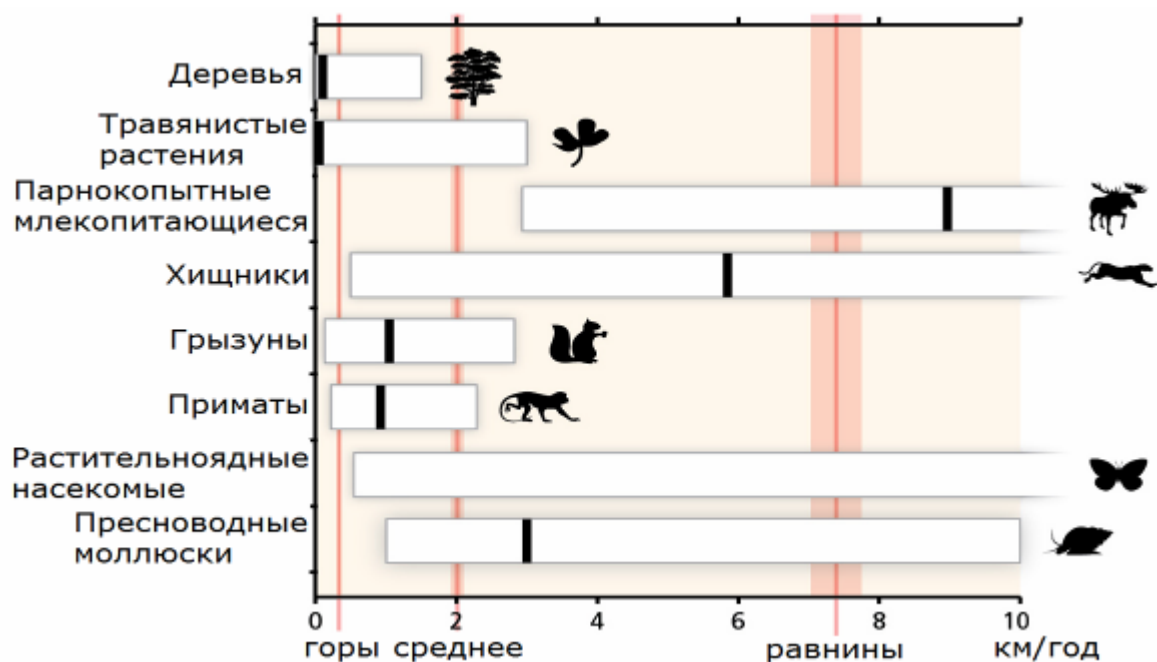 Деревья
Травянистые
растения
Парнокопытные
млекопитающиеся
Хищники
Грызуны
Приматы
Растительноядные
насекомые
Пресноводные
моллюски
0 2 4 6 8 10
горы среднее равнины км/год